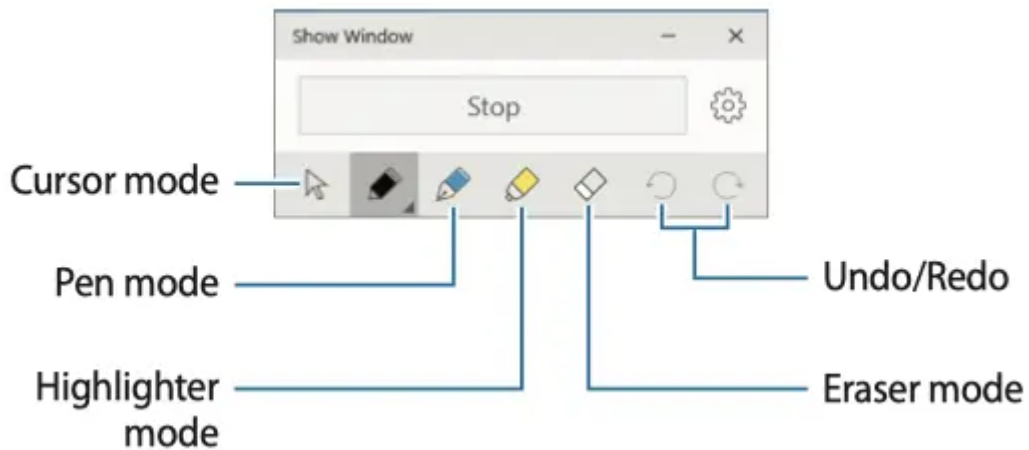 Show Window
Stop
Cursor mode
Pen mode
Undo/Redo
Highlighter
mode
Eraser mode